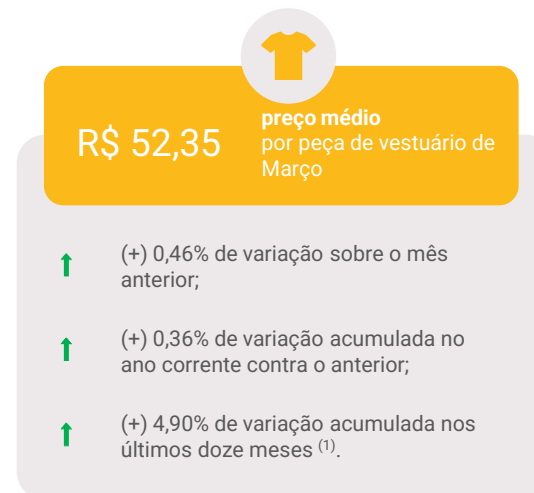 R$ 52,35
preço médio
por peça de vestuário de
Março
(+) 0,46% de variação sobre o mês
anterior;
(+) 0,36% de variação acumulada no
ano corrente contra o anterior;
(+) 4,90% de variação acumulada nos
últimos doze meses (1).